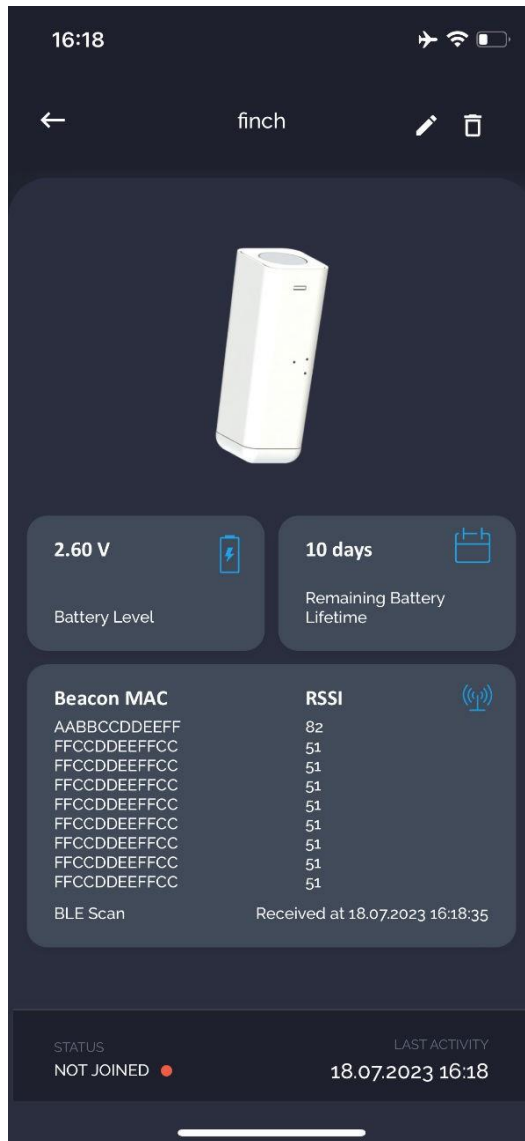 16:18
finch
2.60 V
Battery Level
10 days
Remaining Battery
Lifetime
Beacon MAC RSSI
AABBCCDDEEFF 82
FFCCDDEEFFCC 51
FFCCDDEEFFCC 51
FFCCDDEEFFCC 51
FFCCDDEEFFCC 51
FFCCDDEEFFCC 51
FFCCDDEEFFCC 51
FFCCDDEEFFCC 51
FFCCDDEEFFCC 51
BLE Scan Received at 18.07.2023 16:18:35
STATUS LAST ACTIVITY
NOT JOINED 18.07.2023 16:18